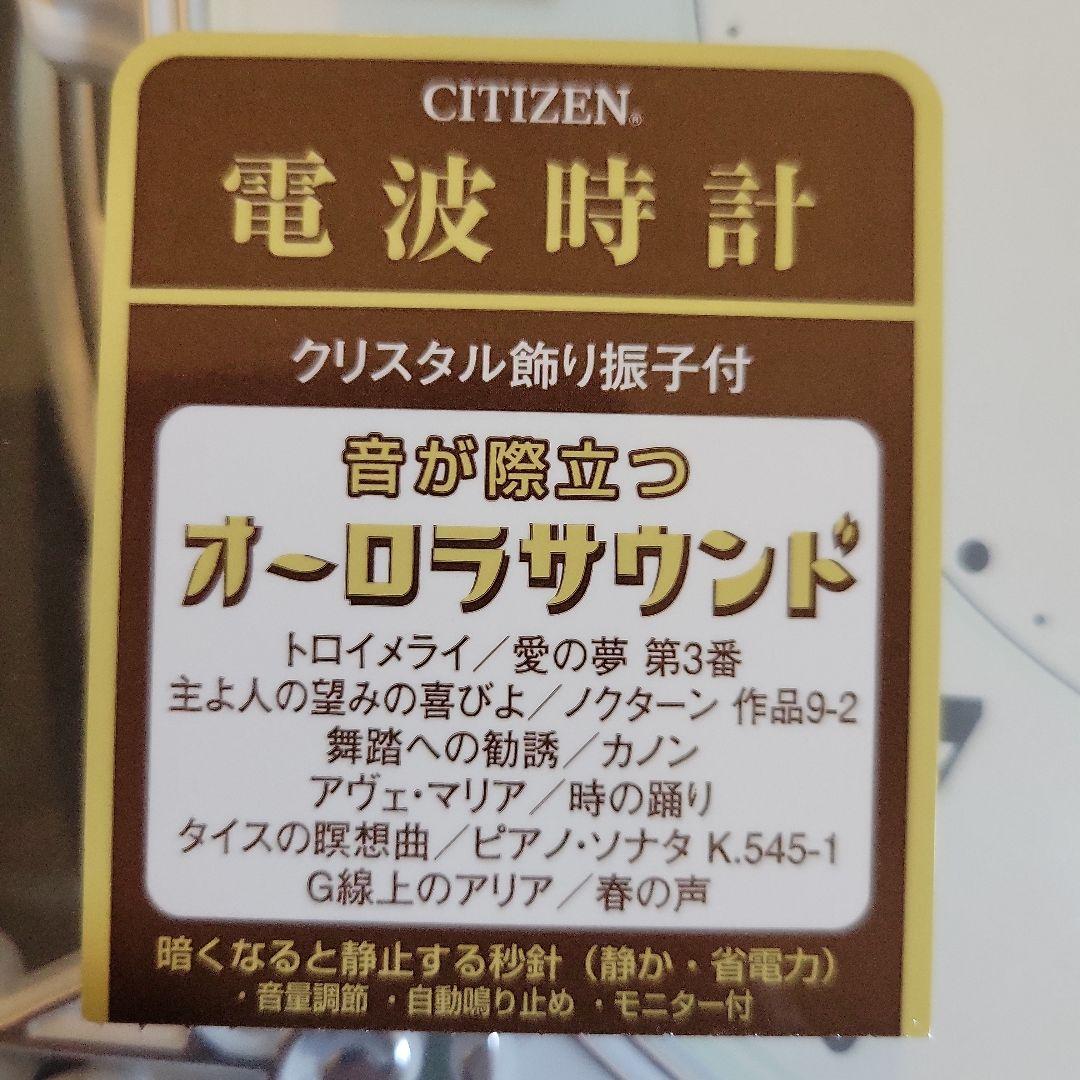 CITIZEN®
電波時計
クリスタル飾り振子付
音が際立つ
オーロラサウンド
トロイメライ／愛の夢 第3番
主よ人の望みの喜びよ／ノクターン 作品9-2
舞踏への勧誘／カノン
アヴェ・マリア／時の踊り
タイスの瞑想曲／ピアノ・ソナタ K.545-1
G線上のアリア／春の声
暗くなると静止する秒針（静か・省電力）
・音量調節 ・自動鳴り止め ・モニター付